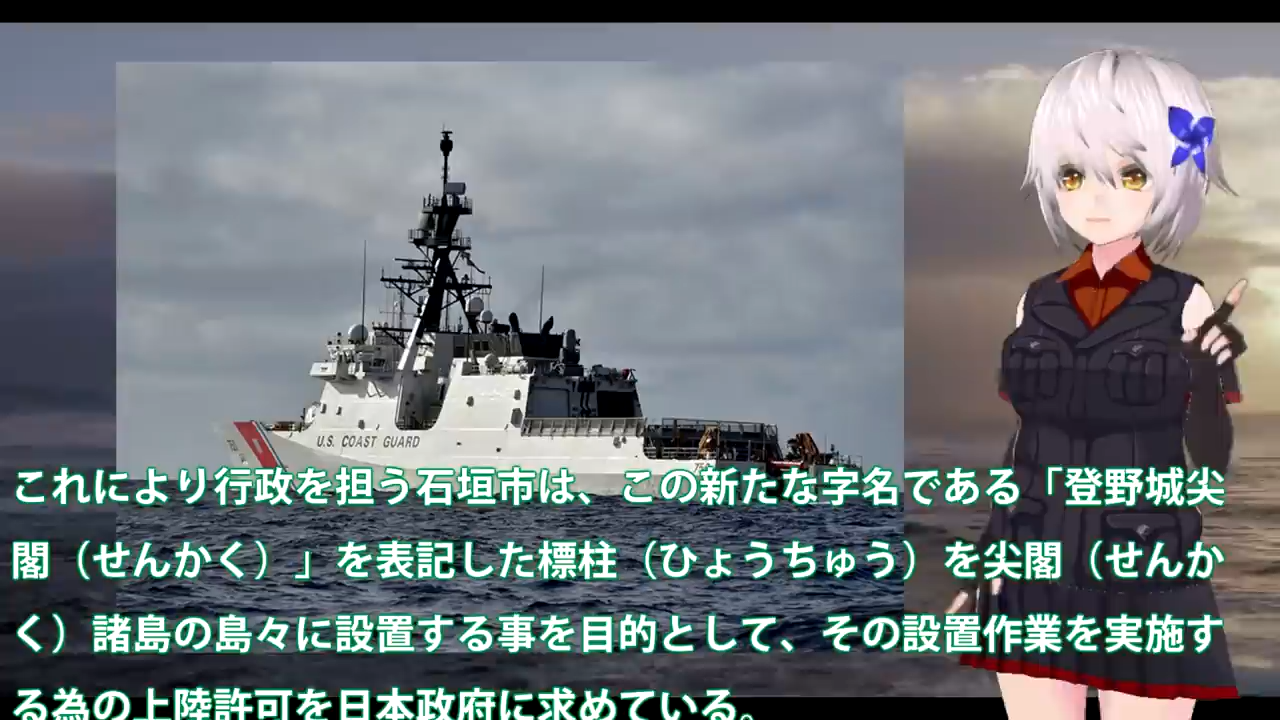 U.S. COAST GUARD
これにより行政を担う石垣市は、この新たな字名である「登野城尖
閣（せんかく）」を表記した標柱（ひょうちゅう）を尖閣（せんか
く）諸島の島々に設置する事を目的として、その設置作業を実施す
る為の上陸許可を日本政府に求めている。